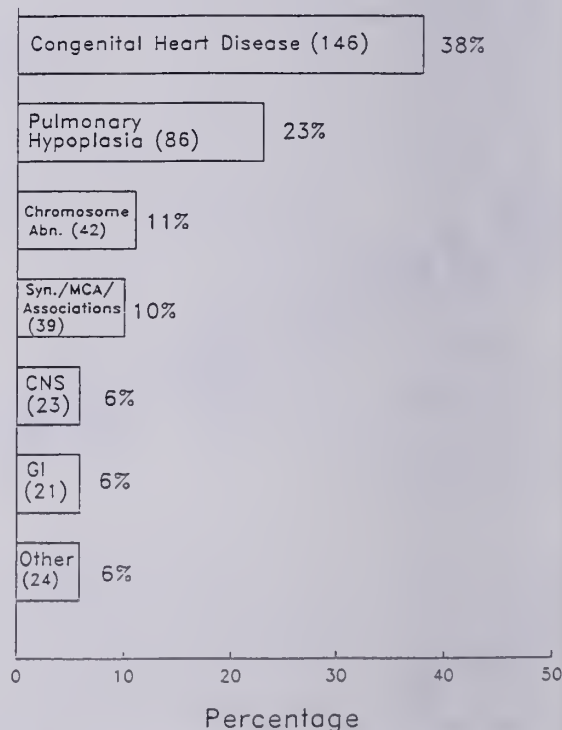 Congenital Heart Disease (146) 38%
Pulmonary
Hypoplasia (86) 23%
Chromosome
Abn. (42) 11%
Syn./MCA/
Associations
(39) 10%
CNS
(23) 6%
GI
(21) 6%
Other
(24) 6%
0 10 20 30 40 50
Percentage